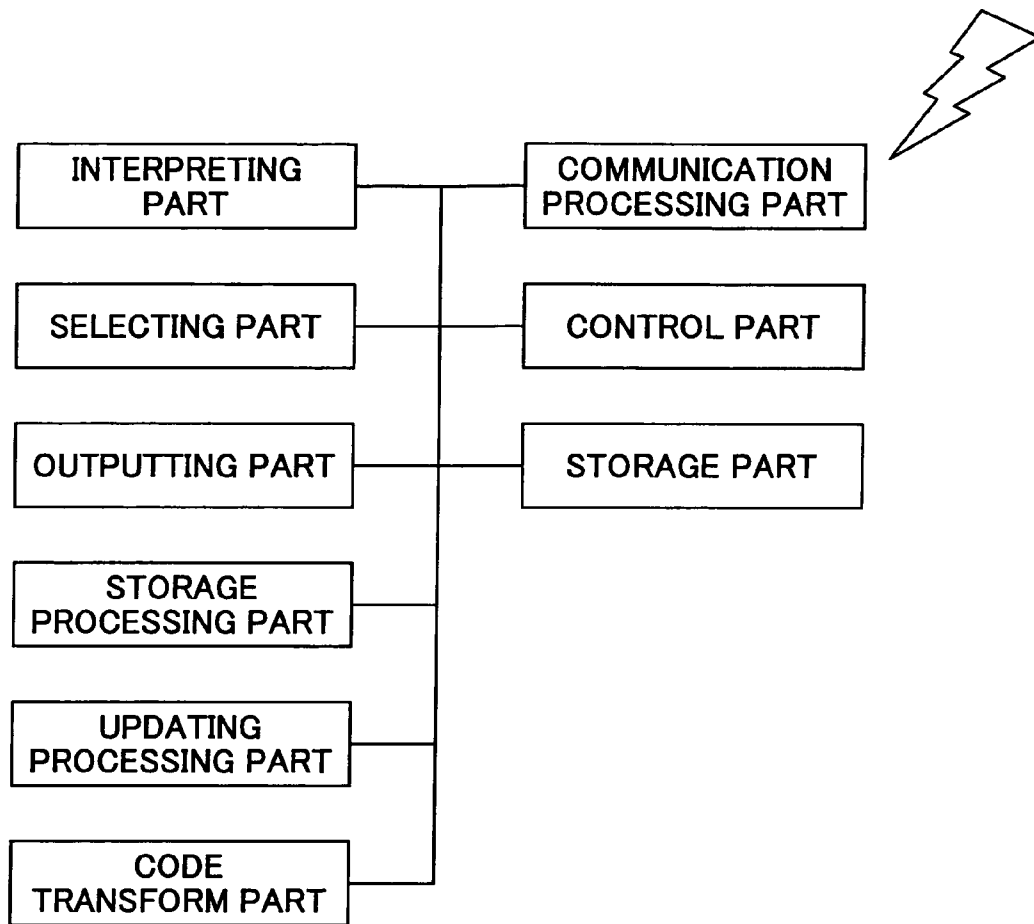 INTERPRETING
PART
COMMUNICATION
PROCESSING PART
SELECTING PART
CONTROL PART
OUTPUTTING PART
STORAGE PART
STORAGE
PROCESSING PART
UPDATING
PROCESSING PART
CODE
TRANSFORM PART